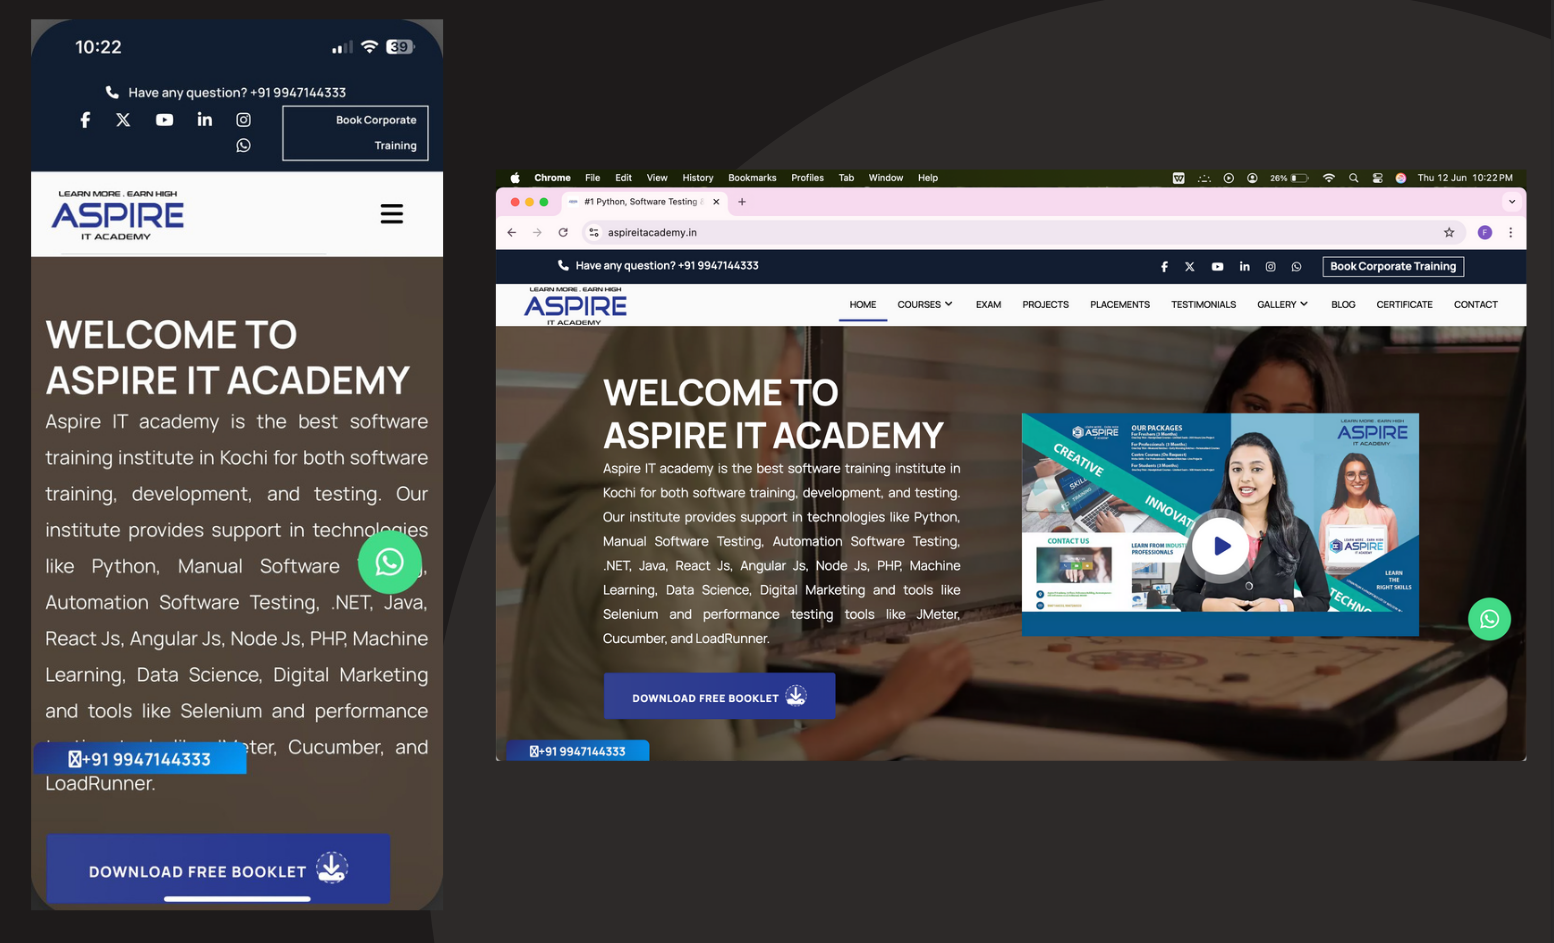 10:22
39
Have any question? +91 9947144333
Book Corporate
Training
LEARN MORE . EARN HIGH
ASPIRE
IT ACADEMY
WELCOME TO
ASPIRE IT ACADEMY
Aspire IT academy is the best software
training institute in Kochi for both software
training, development, and testing. Our
institute provides support in technologies
like Python, Manual Software
Automation Software Testing, .NET, Java,
React Js, Angular Js, Node Js, PHP, Machine
Learning, Data Science, Digital Marketing
and tools like Selenium and performance
Cucumber, and
+91 9947144333
LoadRunner.
DOWNLOAD FREE BOOKLET
Chrome File Edit View History Bookmarks Profiles Tab Window Help 26% Thu 12 Jun 10:22 PM
#1 Python, Software Testing
aspireitacademy.in
F
Have any question? +91 9947144333
Book Corporate Training
LEARN MORE . EARN HIGH
ASPIRE
IT ACADEMY
HOME COURSES EXAM PROJECTS PLACEMENTS TESTIMONIALS GALLERY BLOG CERTIFICATE CONTACT
WELCOME TO
ASPIRE IT ACADEMY
Aspire IT academy is the best software training institute in
Kochi for both software training, development, and testing.
Our institute provides support in technologies like Python,
Manual Software Testing, Automation Software Testing,
.NET, Java, React Js, Angular Js, Node Js, PHP, Machine
Learning, Data Science, Digital Marketing and tools like
Selenium and performance testing tools like JMeter,
Cucumber, and LoadRunner.
DOWNLOAD FREE BOOKLET
+91 9947144333
ASPIRE
OUR PACKAGES
CREATIVE
CONTACT US
LEARN FROM INDUSTRY
PROFESSIONALS
ASPIRE
IT ACADEMY
ASPIRE
LEARN
THE
RIGHT SKILLS